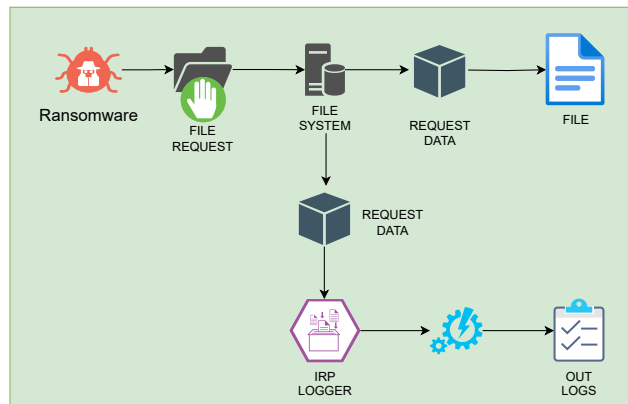 Ransomware
FILE
REQUEST
FILE
SYSTEM
REQUEST
DATA
FILE
REQUEST
DATA
IRP
LOGGER
OUT
LOGS